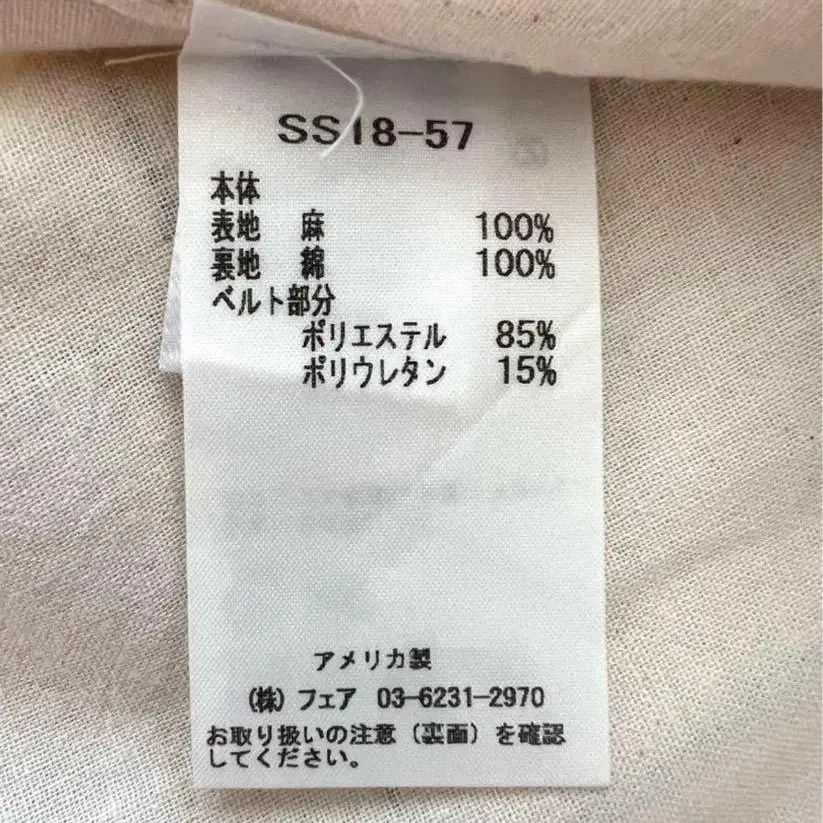 SS18-57
本体
表地 麻 100%
裏地 綿 100%
ベルト部分
ポリエステル 85%
ポリウレタン 15%
アメリカ製
(株) フェア 03-6231-2970
お取り扱いの注意 (裏面) を確認
してください。